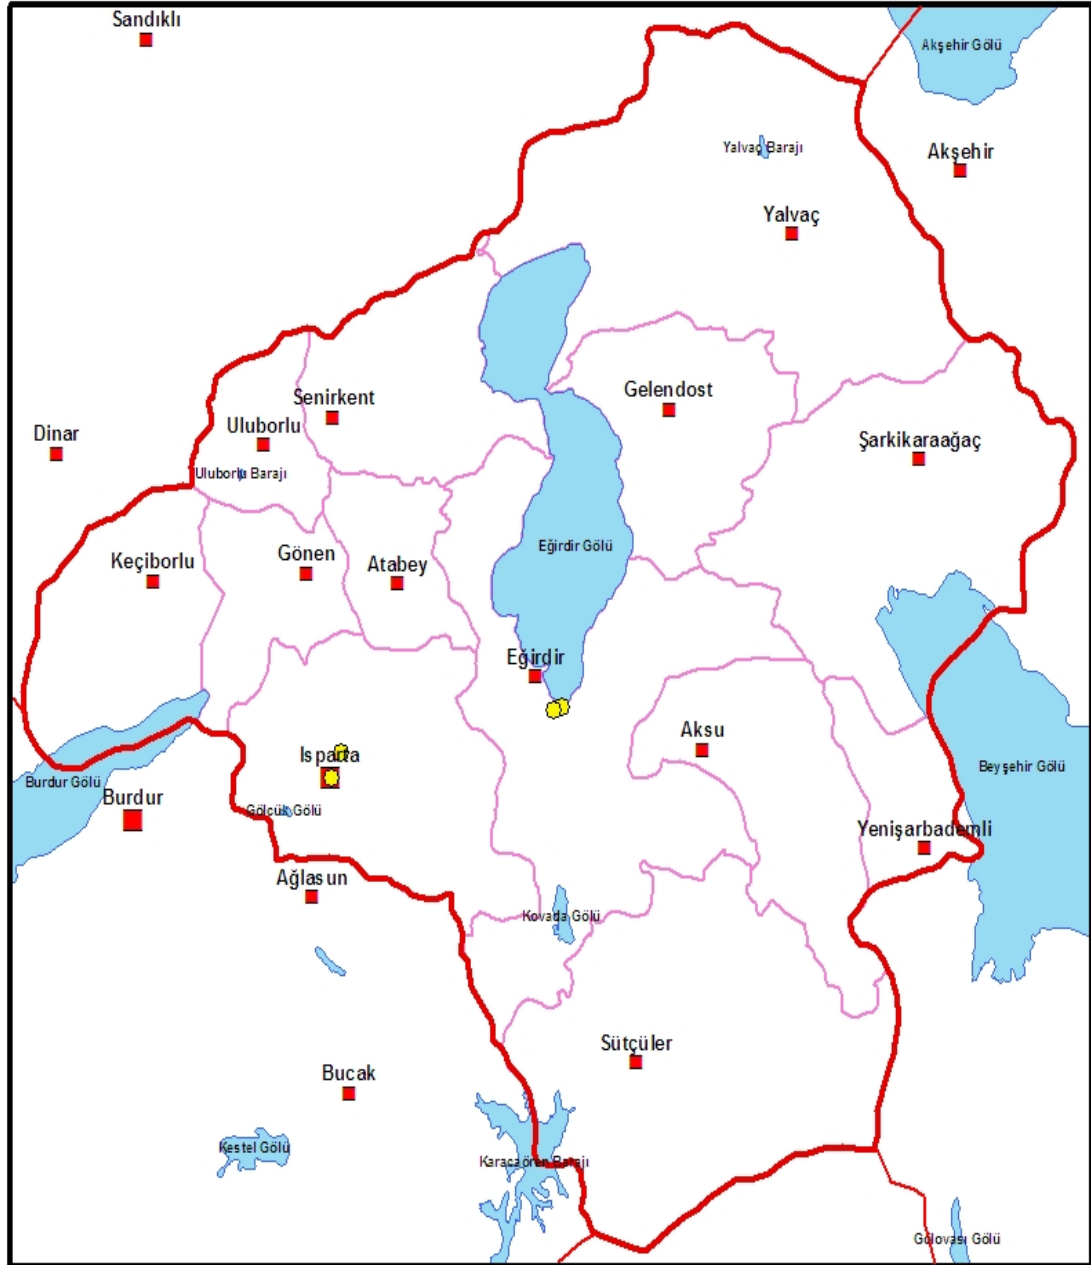 Sandıklı
Akşehir Gölü
Yalvaç Barajı
Akşehir
Yalvaç
Gelendost
Senirkent
Uluborlu
Dinar
Şarkikaraağaç
Uluborlu Barajı
Eğirdir Gölü
Gönen
Keçiborlu
Atabey
Eğirdir
Aksu
Isparta
Beyşehir Gölü
Burdur Gölü
Burdur
Gölcük Gölü
Yenişarbademli
Ağlasun
Kovada Gölü
Sütçüler
Bucak
Kestel Gölü
Karacaören Barajı
Gölovası Gölü